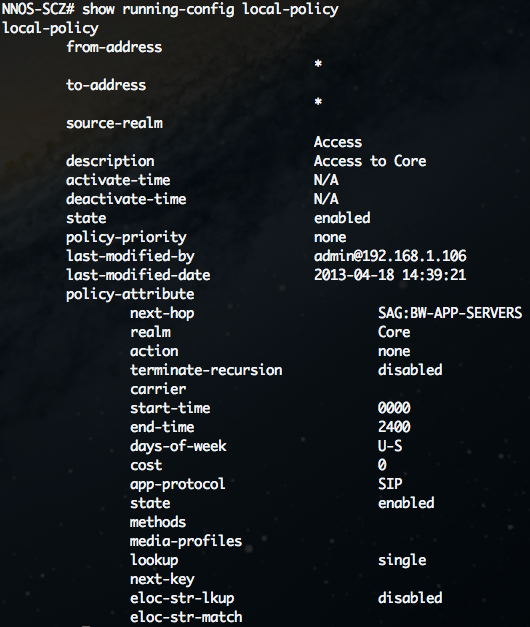 NNOS-SCZ# show running-config local-policy
local-policy
from-address
*
to-address
*
source-realm
Access
description Access to Core
activate-time N/A
deactivate-time N/A
state enabled
policy-priority none
last-modified-by admin@192.168.1.106
last-modified-date 2013-04-18 14:39:21
policy-attribute
next-hop SAG:BW-APP-SERVERS
realm Core
action none
terminate-recursion disabled
carrier
start-time 0000
end-time 2400
days-of-week U-S
cost 0
app-protocol SIP
state enabled
methods
media-profiles
lookup single
next-key
eloc-str-lkup disabled
eloc-str-match